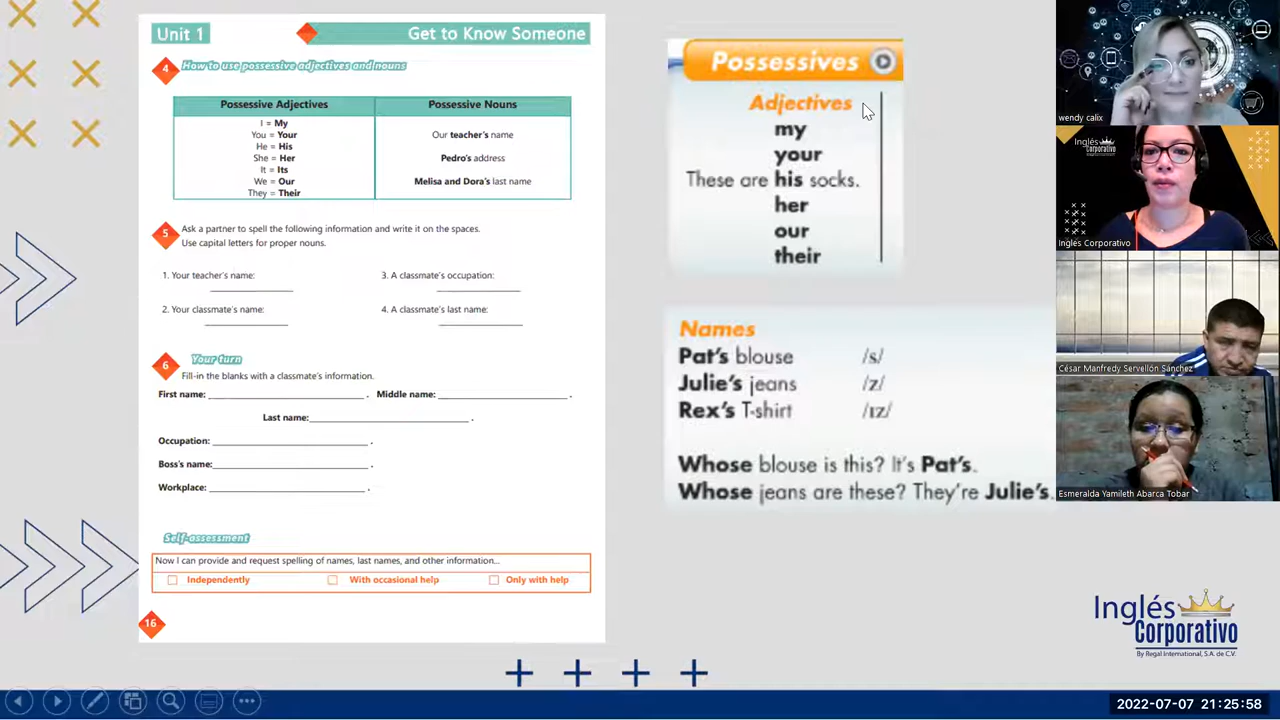 Unit 1
Get to Know Someone
4
How to use possessive adjectives and nouns
Possessive Adjectives
Possessive Nouns
I = My
You = Your
He = His
She = Her
It = Its
We = Our
They = Their
Our teacher's name
Pedro's address
Melisa and Dora's last name
5
Ask a partner to spell the following information and write it on the spaces.
Use capital letters for proper nouns.
1. Your teacher's name:
3. A classmate's occupation:
2. Your classmate's name:
4. A classmate's last name:
6
Your turn
Fill-in the blanks with a classmate's information.
First name: . Middle name: .
Last name: .
Occupation: .
Boss's name: .
Workplace: .
Self-assessment
Now I can provide and request spelling of names, last names, and other information...
Independently
With occasional help
Only with help
16
Possessives
Adjectives
my
your
These are his socks.
her
our
their
Names
Pat's blouse /s/
Julie's jeans /z/
Rex's T-shirt /ɪz/
Whose blouse is this? It's Pat's.
Whose jeans are these? They're Julie's.
wendy calix
Inglés
Corporativo
Inglés Corporativo
César Manfredy Servellón Sánchez
Esmeralda Yamileth Abarca Tobar
Inglés
Corporativo
By Regal International, S.A. de C.V.
2022-07-07 21:25:58